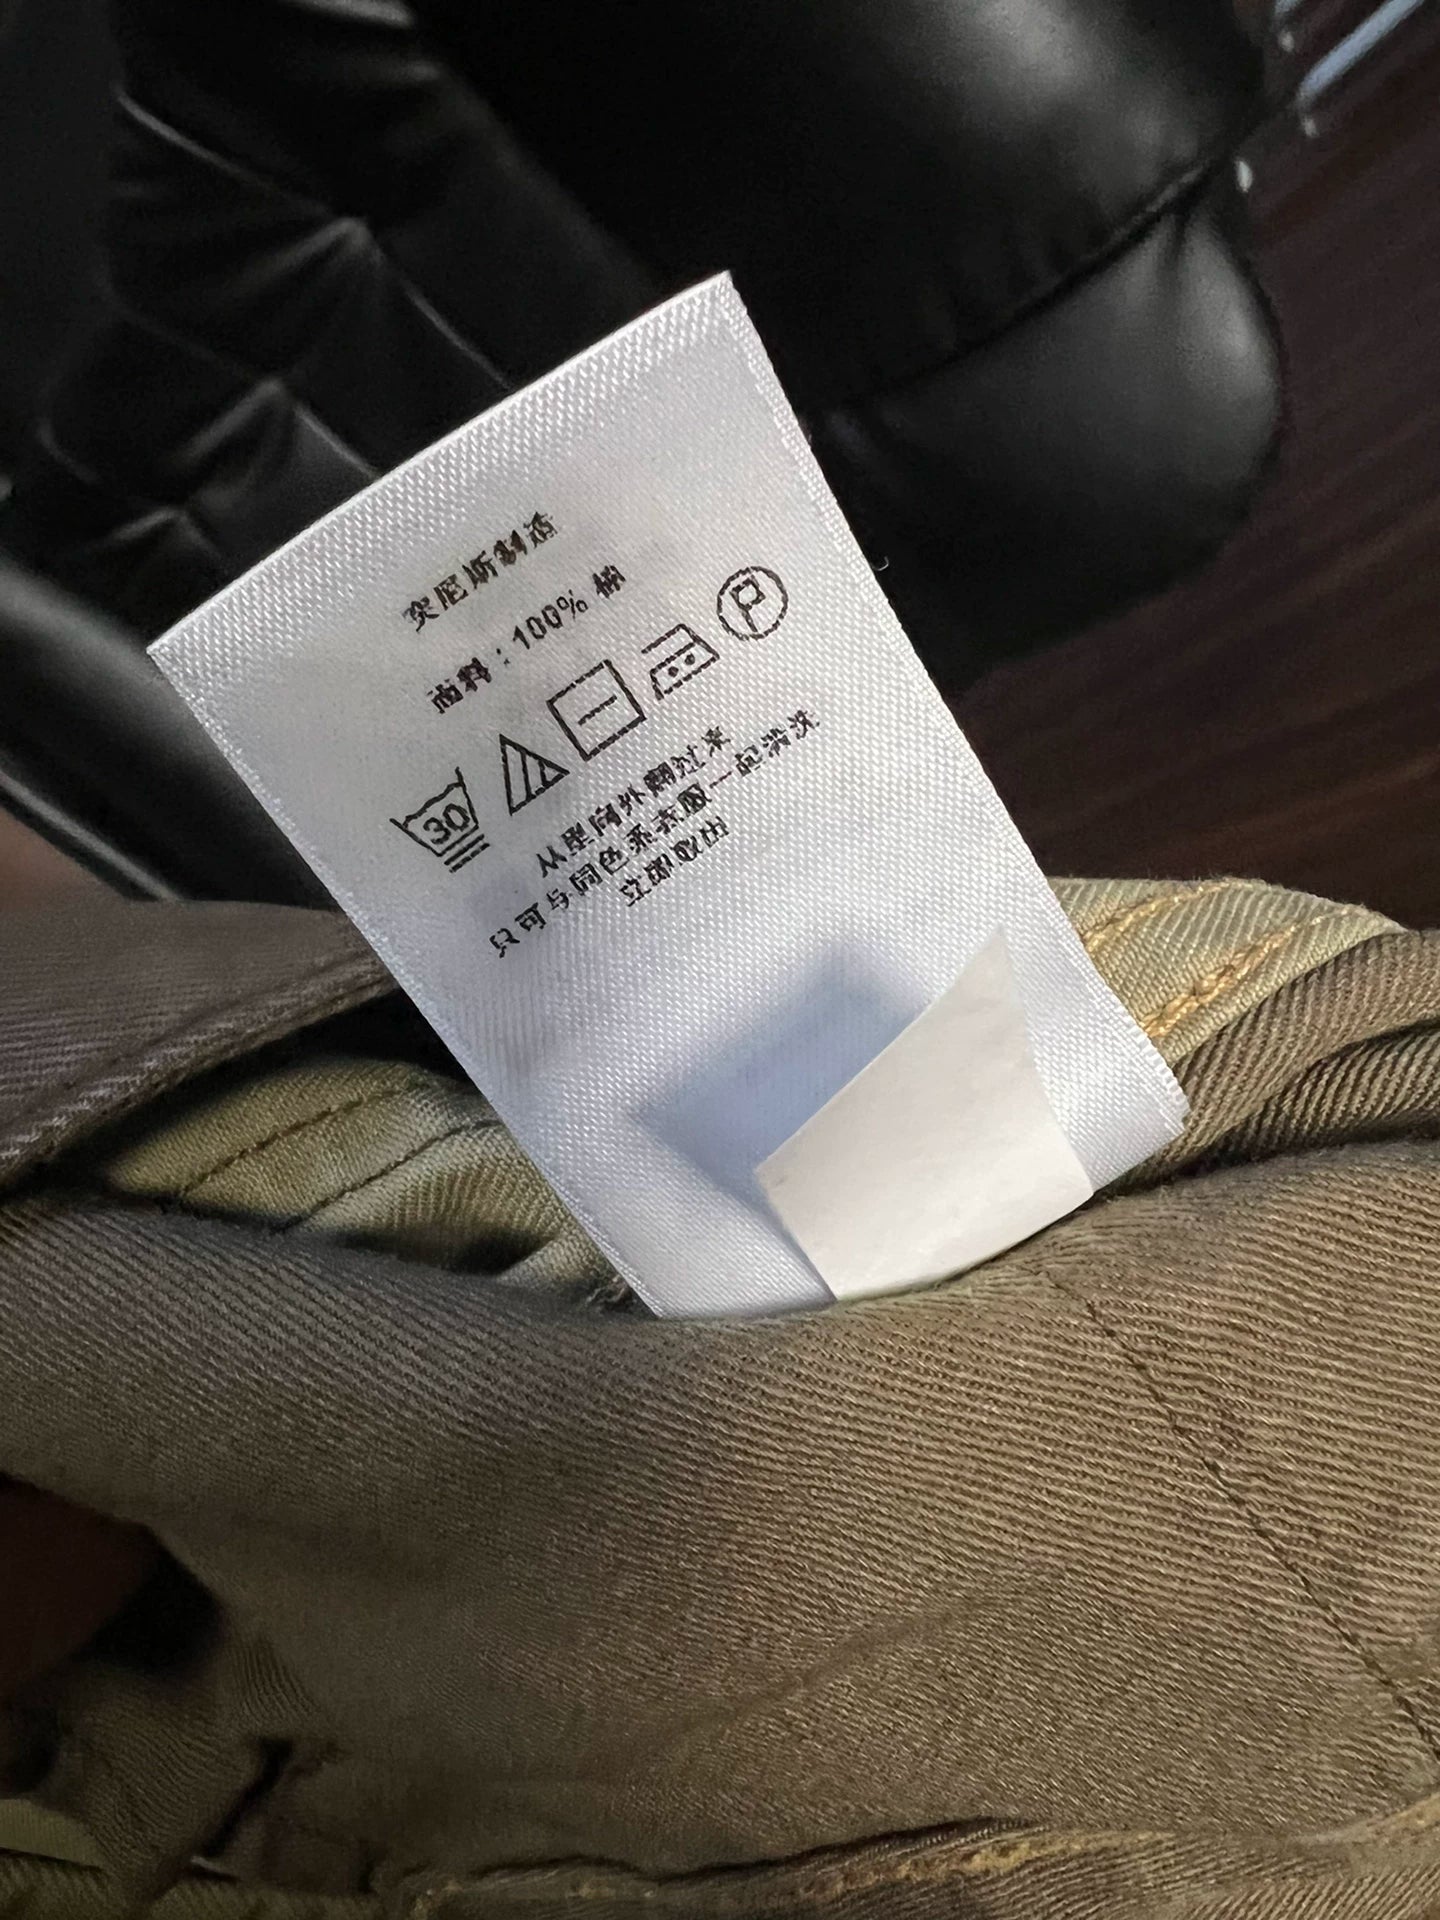 突尼斯制造
面料：100% 棉
30
P
从里向外翻过来
只可与同色系衣服一起清洗
立即取出